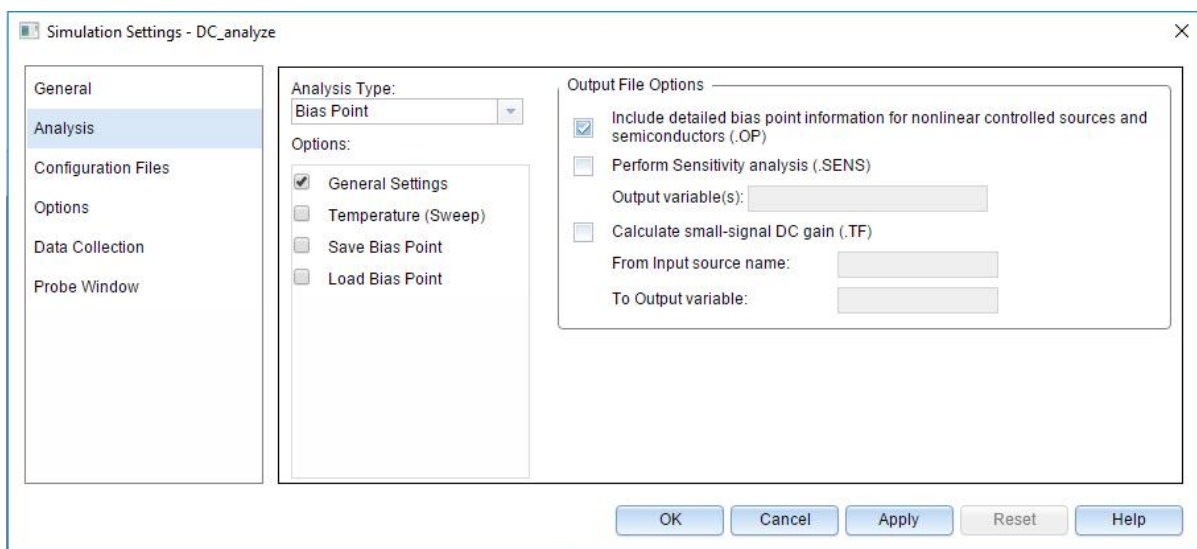 Simulation Settings - DC_analyze
General
Analysis
Configuration Files
Options
Data Collection
Probe Window
Analysis Type:
Bias Point
Options:
General Settings
Temperature (Sweep)
Save Bias Point
Load Bias Point
Output File Options
Include detailed bias point information for nonlinear controlled sources and
semiconductors (.OP)
Perform Sensitivity analysis (.SENS)
Output variable(s):
Calculate small-signal DC gain (.TF)
From Input source name:
To Output variable:
OK
Cancel
Apply
Reset
Help